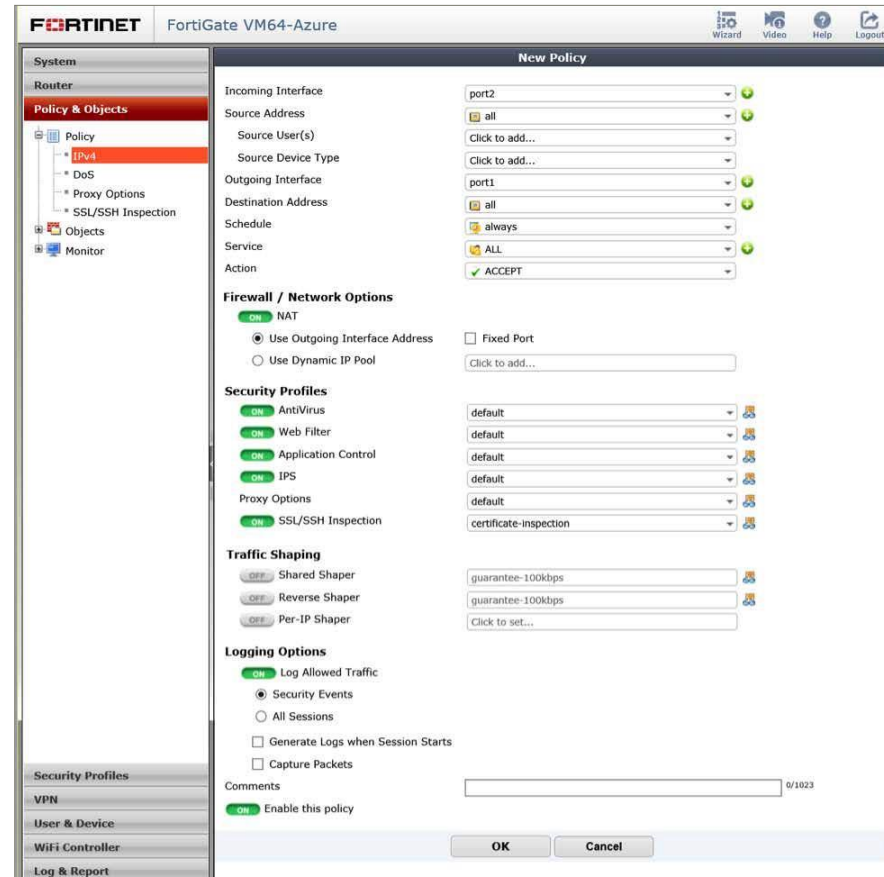 FORTINET FortiGate VM64-Azure
Wizard Video Help Logout
System
Router
Policy & Objects
Policy
IPv4
DoS
Proxy Options
SSL/SSH Inspection
Objects
Monitor
Security Profiles
VPN
User & Device
WiFi Controller
Log & Report
New Policy
Incoming Interface port2
Source Address all
Source User(s) Click to add...
Source Device Type Click to add...
Outgoing Interface port1
Destination Address all
Schedule always
Service ALL
Action ACCEPT
Firewall / Network Options
ON NAT
Use Outgoing Interface Address Fixed Port
Use Dynamic IP Pool Click to add...
Security Profiles
ON AntiVirus default
ON Web Filter default
ON Application Control default
ON IPS default
Proxy Options default
ON SSL/SSH Inspection certificate-inspection
Traffic Shaping
OFF Shared Shaper guarantee-100kbps
OFF Reverse Shaper guarantee-100kbps
OFF Per-IP Shaper Click to set...
Logging Options
ON Log Allowed Traffic
Security Events
All Sessions
Generate Logs when Session Starts
Capture Packets
Comments 0/1023
ON Enable this policy
OK Cancel